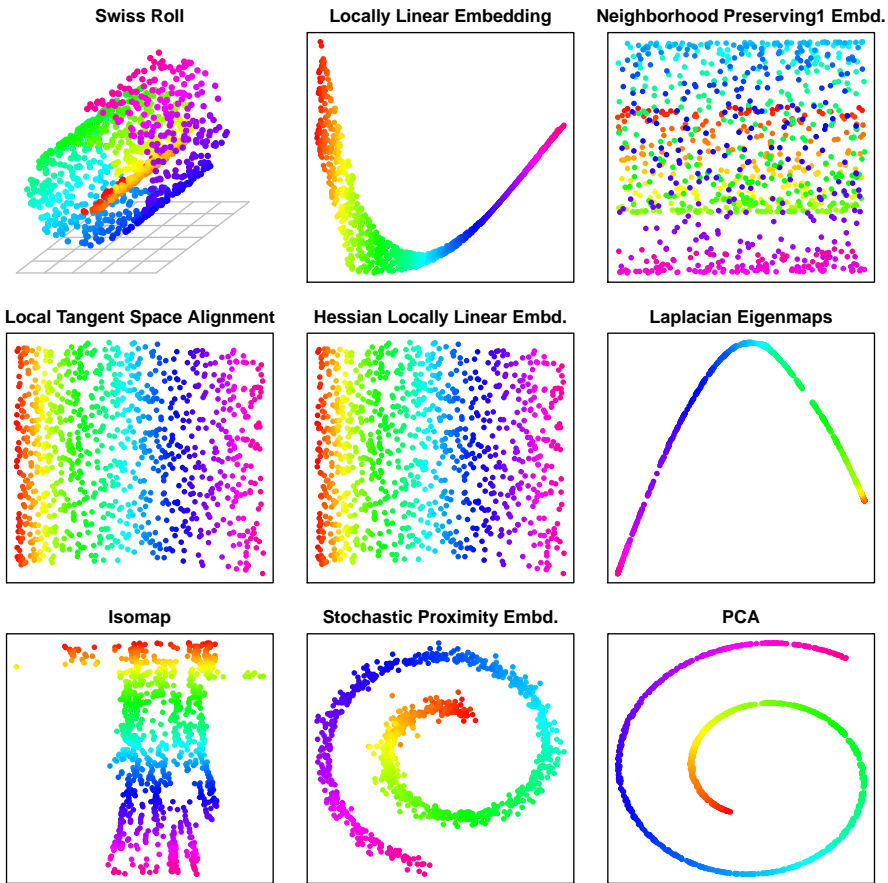 Swiss Roll
Locally Linear Embedding
Neighborhood Preserving1 Embd.
Local Tangent Space Alignment
Hessian Locally Linear Embd.
Laplacian Eigenmaps
Isomap
Stochastic Proximity Embd.
PCA